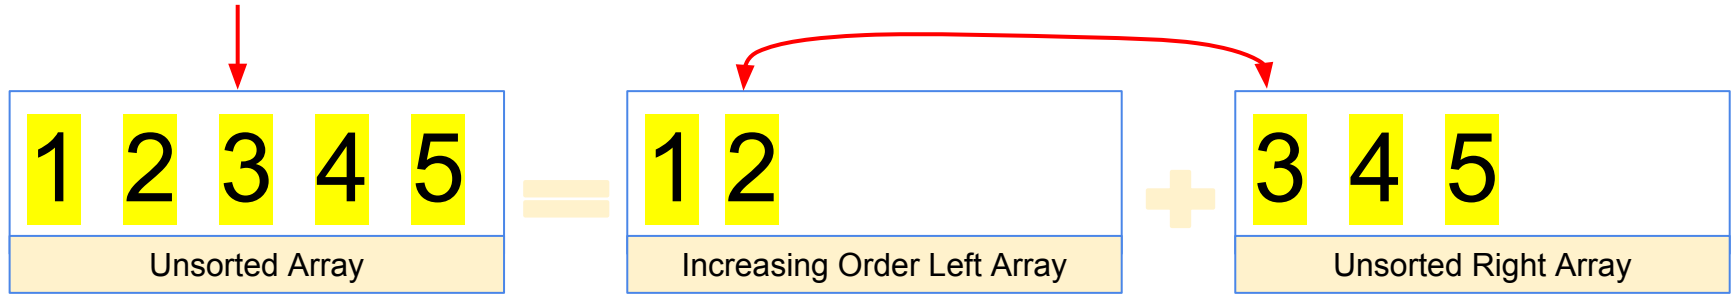 1 2 3 4 5 = 1 2 + 3 4 5
Unsorted Array Increasing Order Left Array Unsorted Right Array